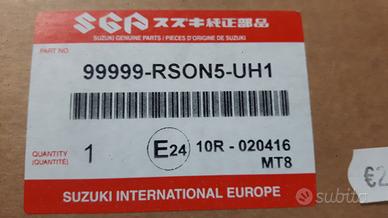 SGP スズキ純正部品
PART NO.
SUZUKI GENUINE PARTS / PIECES D'ORIGINE DE SUZUKI
99999-RSON5-UH1
QUANTITY
(QUANTITÉ)
1
E24
10R - 020416
MT8
SUZUKI INTERNATIONAL EUROPE
subito